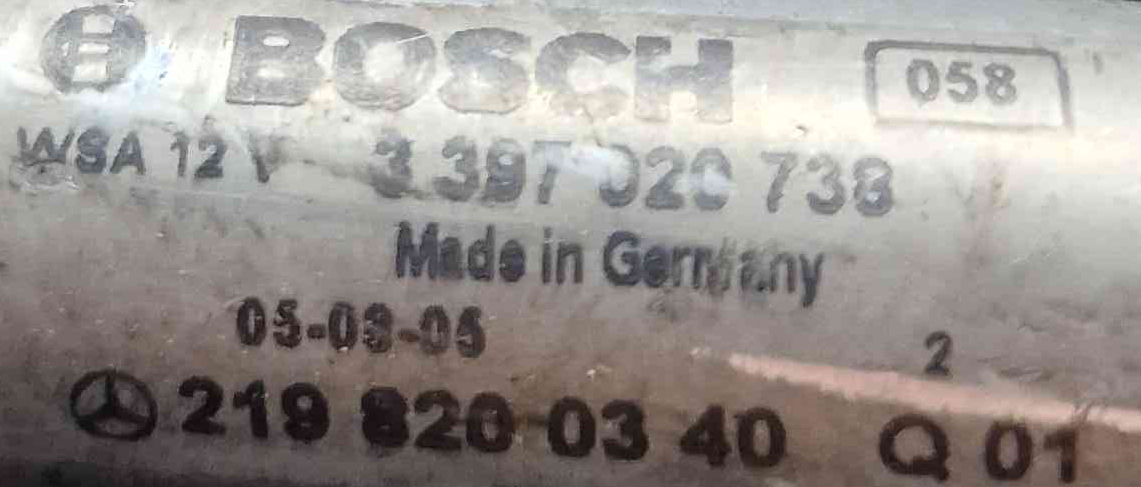 BOSCH 058
WSA 12 V 3 397 020 738
Made in Germany
05-08-05
2
219 820 03 40 Q 01